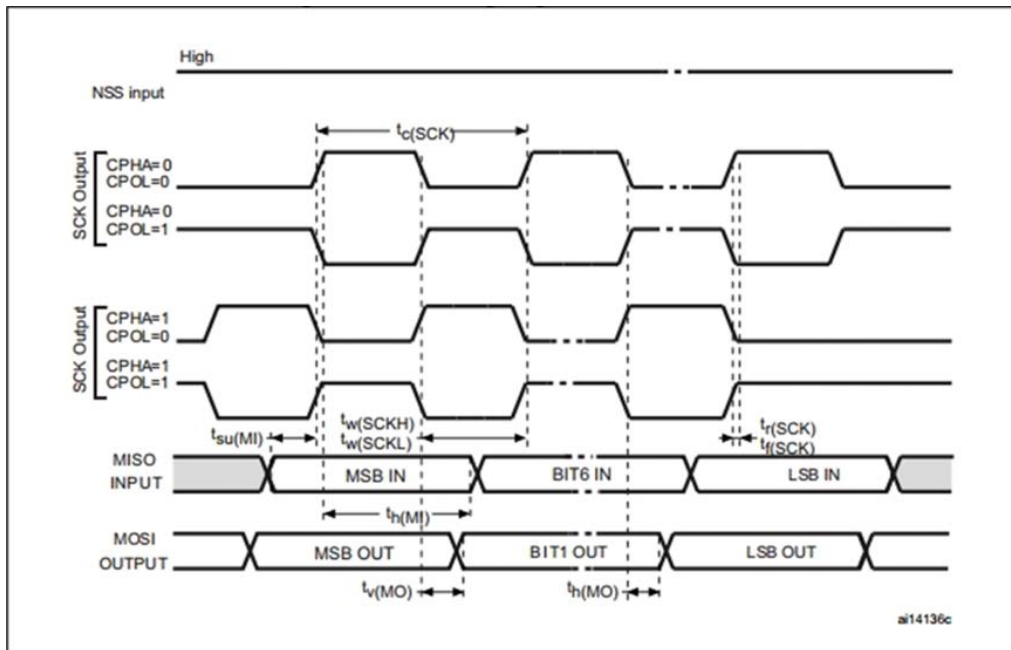 High
NSS input
tc(SCK)
SCK Output
CPHA=0
CPOL=0
CPHA=0
CPOL=1
SCK Output
CPHA=1
CPOL=0
CPHA=1
CPOL=1
tsu(MI)
tw(SCKH)
tw(SCKL)
tr(SCK)
tf(SCK)
MISO
INPUT
MSB IN
BIT6 IN
LSB IN
th(MI)
MOSI
OUTPUT
MSB OUT
BIT1 OUT
LSB OUT
tv(MO)
th(MO)
ai14136c